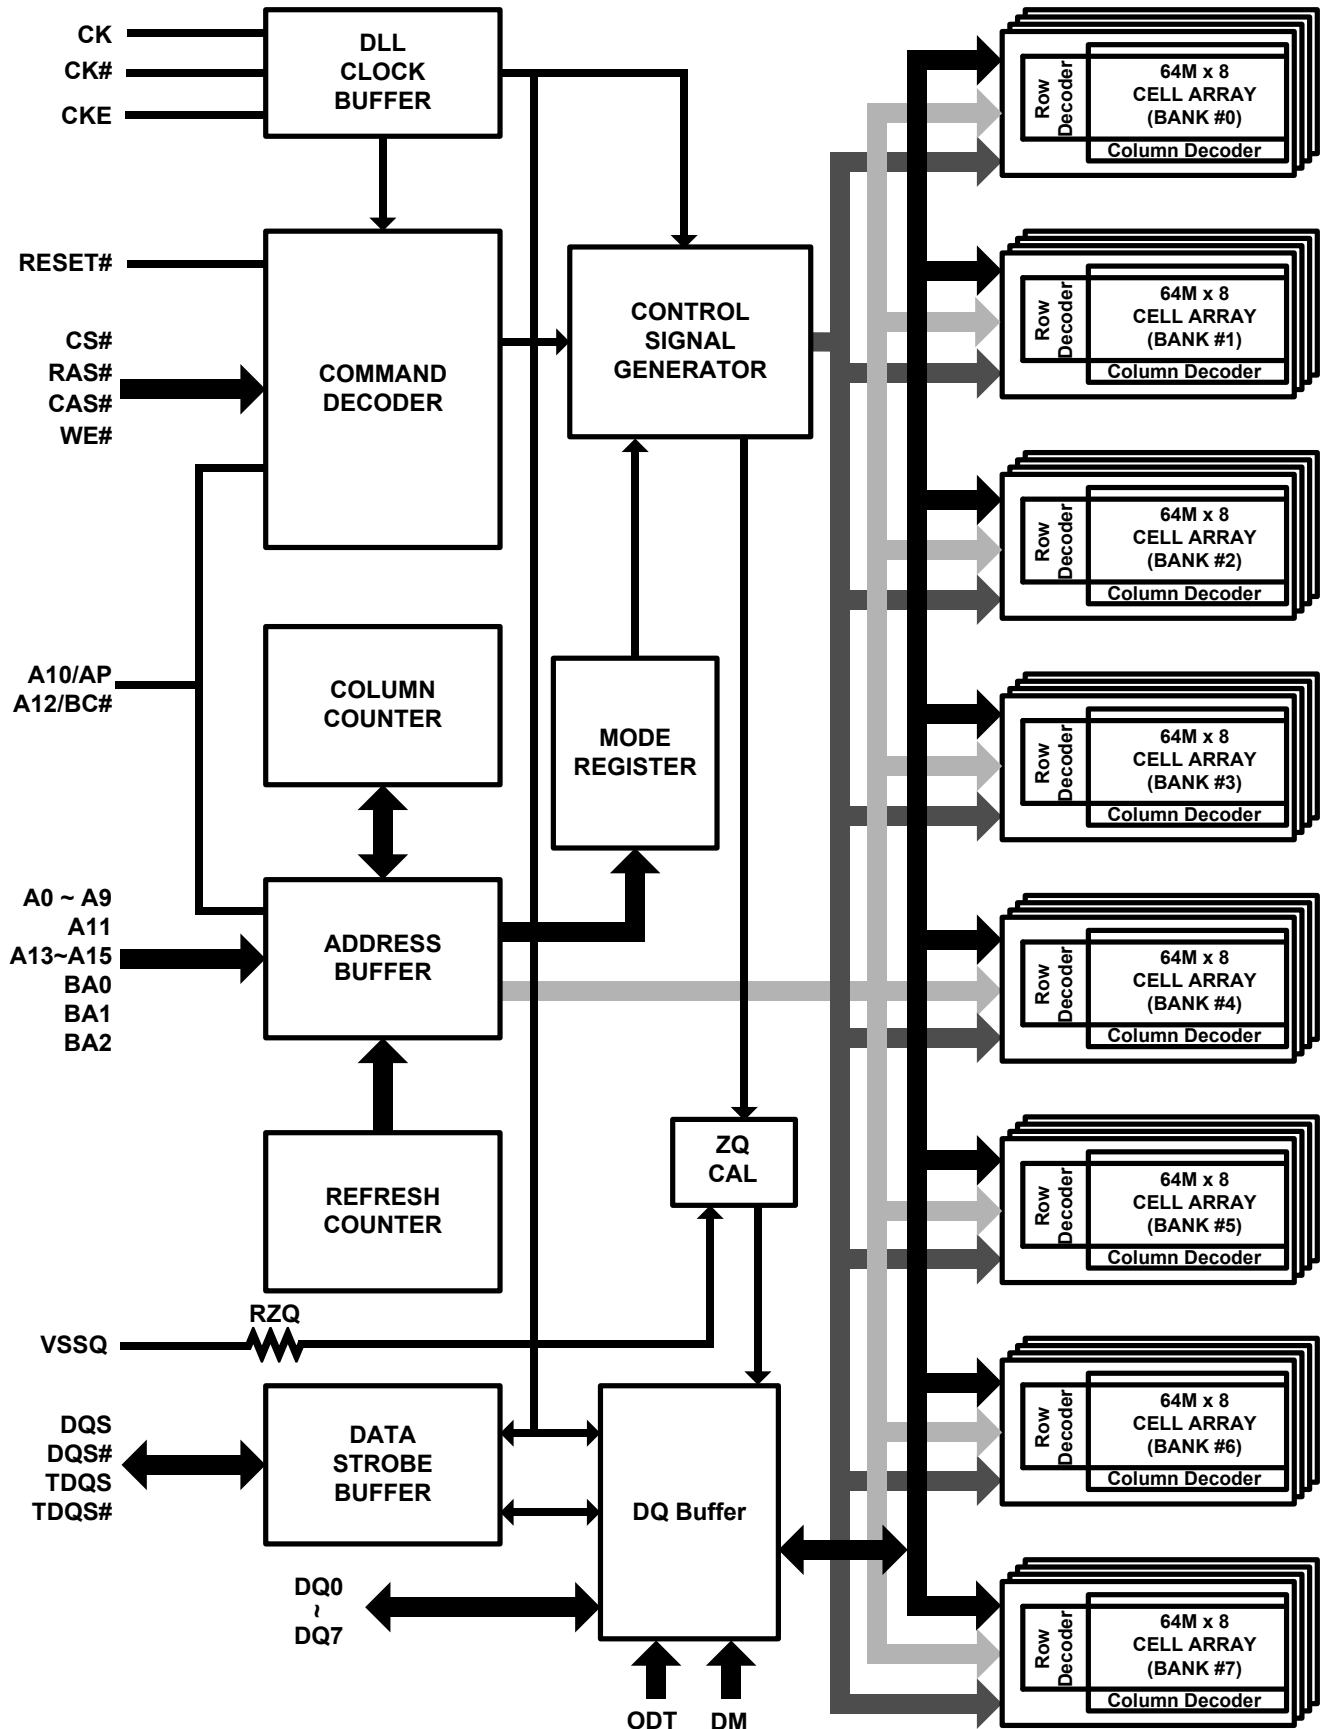 CK
CK#
CKE
DLL
CLOCK
BUFFER
RESET#
CS#
RAS#
CAS#
WE#
COMMAND
DECODER
CONTROL
SIGNAL
GENERATOR
A10/AP
A12/BC#
COLUMN
COUNTER
MODE
REGISTER
A0 ~ A9
A11
A13~A15
BA0
BA1
BA2
ADDRESS
BUFFER
REFRESH
COUNTER
ZQ
CAL
RZQ
VSSQ
DQS
DQS#
TDQS
TDQS#
DATA
STROBE
BUFFER
DQ Buffer
DQ0
~
DQ7
ODT
DM
Row
Decoder
64M x 8
CELL ARRAY
(BANK #0)
Column Decoder
Row
Decoder
64M x 8
CELL ARRAY
(BANK #1)
Column Decoder
Row
Decoder
64M x 8
CELL ARRAY
(BANK #2)
Column Decoder
Row
Decoder
64M x 8
CELL ARRAY
(BANK #3)
Column Decoder
Row
Decoder
64M x 8
CELL ARRAY
(BANK #4)
Column Decoder
Row
Decoder
64M x 8
CELL ARRAY
(BANK #5)
Column Decoder
Row
Decoder
64M x 8
CELL ARRAY
(BANK #6)
Column Decoder
Row
Decoder
64M x 8
CELL ARRAY
(BANK #7)
Column Decoder